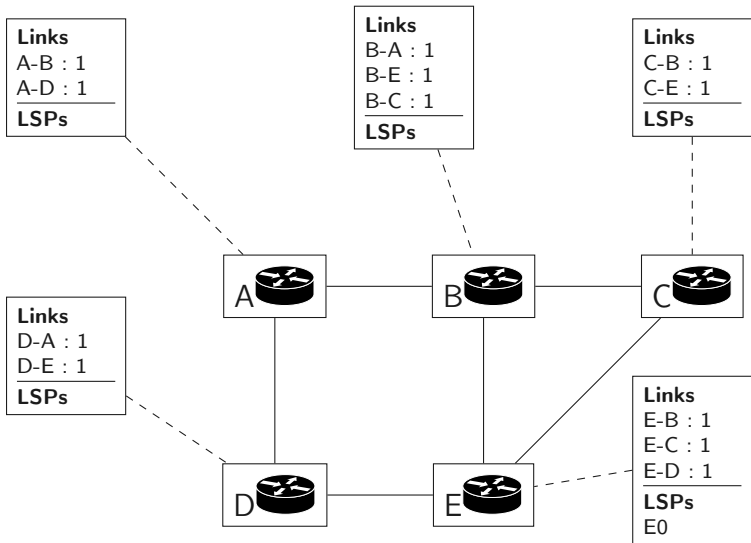 Links
A-B : 1
A-D : 1
LSPs
Links
B-A : 1
B-E : 1
B-C : 1
LSPs
Links
C-B : 1
C-E : 1
LSPs
A
B
C
Links
D-A : 1
D-E : 1
LSPs
Links
E-B : 1
E-C : 1
E-D : 1
LSPs
E0
D
E